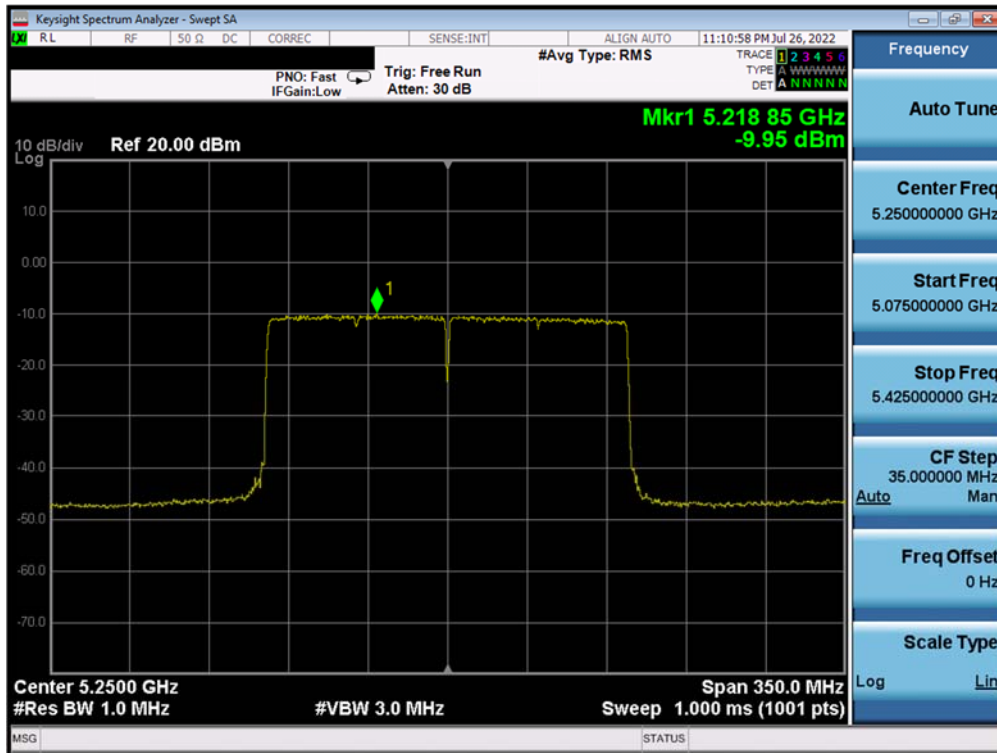 Keysight Spectrum Analyzer - Swept SA
LXI RL RF 50 Ω DC CORREC SENSE:INT ALIGN AUTO 11:10:58 PM Jul 26, 2022
PNO: Fast Trig: Free Run #Avg Type: RMS TRACE 1 2 3 4 5 6
IFGain:Low Atten: 30 dB TYPE A WWWWW
DET A N N N N N
Frequency
Mkr1 5.218 85 GHz
-9.95 dBm
10 dB/div Ref 20.00 dBm
Log
10.0
0.00
-10.0
-20.0
-30.0
-40.0
-50.0
-60.0
-70.0
1
Center 5.2500 GHz Span 350.0 MHz
#Res BW 1.0 MHz #VBW 3.0 MHz Sweep 1.000 ms (1001 pts)
Auto Tune
Center Freq
5.250000000 GHz
Start Freq
5.075000000 GHz
Stop Freq
5.425000000 GHz
CF Step
35.000000 MHz
Auto Man
Freq Offset
0 Hz
Scale Type
Log Lin
MSG STATUS